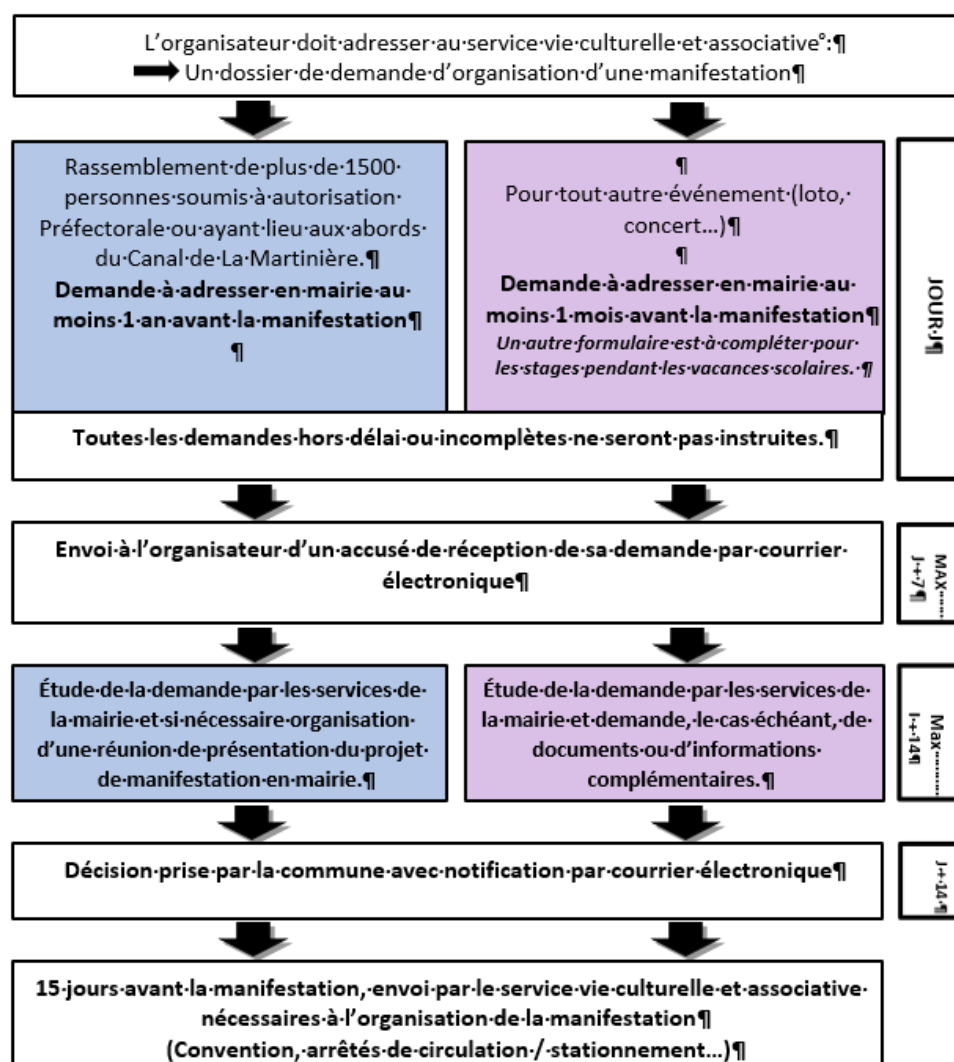 L'organisateur·doit·adresser·au·service·vie·culturelle·et·associative°:¶
Un·dossier·de·demande·d'organisation·d'une·manifestation¶
Rassemblement·de·plus·de·1500·
personnes·soumis·à·autorisation·
Préfectorale·ou·ayant·lieu·aux·abords·
du·Canal·de·La·Martinière.¶
Demande·à·adresser·en·mairie·au·
moins·1·an·avant·la·manifestation¶
¶
¶
Pour·tout·autre·événement·(loto,·
concert…)¶
¶
Demande·à·adresser·en·mairie·au·
moins·1·mois·avant·la·manifestation¶
Un·autre·formulaire·est·à·compléter·pour·
les·stages·pendant·les·vacances·scolaires.·¶
JOUR·J¶
Toutes·les·demandes·hors·délai·ou·incomplètes·ne·seront·pas·instruites.¶
Envoi·à·l'organisateur·d'un·accusé·de·réception·de·sa·demande·par·courrier·
électronique¶
MAX·······
J·+·7¶
Étude·de·la·demande·par·les·services·de·
la·mairie·et·si·nécessaire·organisation·
d'une·réunion·de·présentation·du·projet·
de·manifestation·en·mairie.¶
Étude·de·la·demande·par·les·services·de·
la·mairie·et·demande,·le·cas·échéant,·de·
documents·ou·d'informations·
complémentaires.¶
Max··········
J·+·14¶
Décision·prise·par·la·commune·avec·notification·par·courrier·électronique¶
J·+·14·¶
15·jours·avant·la·manifestation,·envoi·par·le·service·vie·culturelle·et·associative·
nécessaires·à·l'organisation·de·la·manifestation¶
(Convention,·arrêtés·de·circulation·/·stationnement…)¶